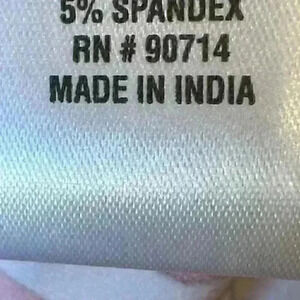 5% SPANDEX
RN # 90714
MADE IN INDIA